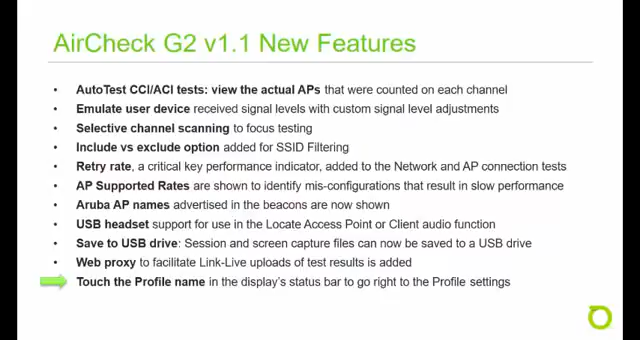 AirCheck G2 v1.1 New Features
• AutoTest CCI/ACI tests: view the actual APs that were counted on each channel
• Emulate user device received signal levels with custom signal level adjustments
• Selective channel scanning to focus testing
• Include vs exclude option added for SSID Filtering
• Retry rate, a critical key performance indicator, added to the Network and AP connection tests
• AP Supported Rates are shown to identify mis-configurations that result in slow performance
• Aruba AP names advertised in the beacons are now shown
• USB headset support for use in the Locate Access Point or Client audio function
• Save to USB drive: Session and screen capture files can now be saved to a USB drive
• Web proxy to facilitate Link-Live uploads of test results is added
Touch the Profile name in the display's status bar to go right to the Profile settings